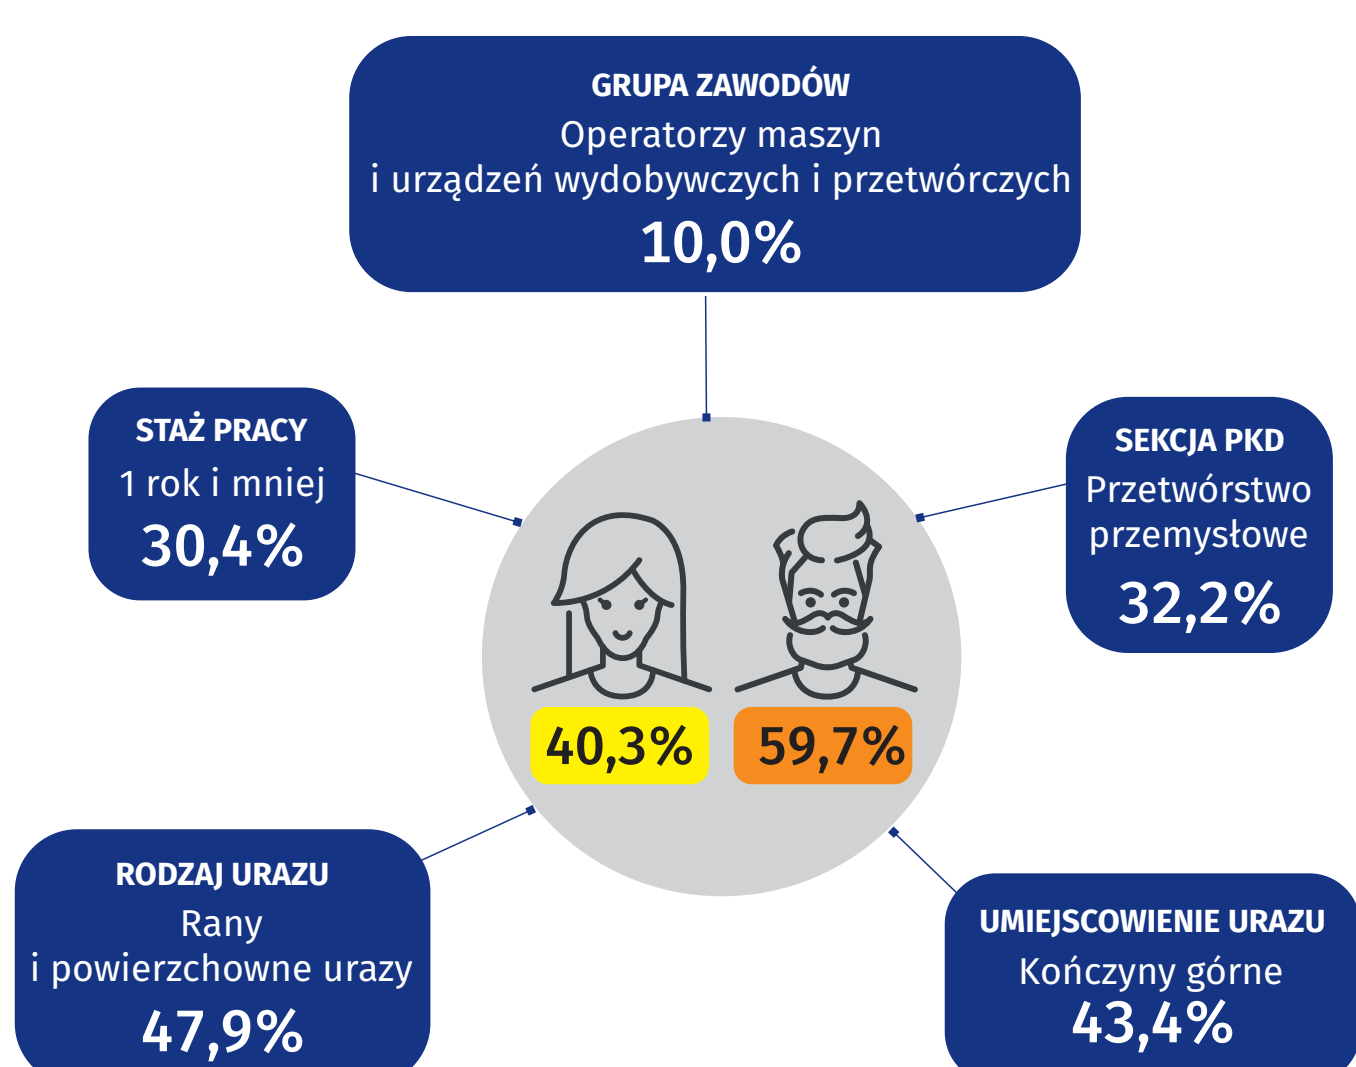 GRUPA ZAWODÓW
Operatorzy maszyn
i urządzeń wydobywczych i przetwórczych
10,0%
STAŻ PRACY
1 rok i mniej
30,4%
SEKCJA PKD
Przetwórstwo
przemysłowe
32,2%
40,3%
59,7%
RODZAJ URAZU
Rany
i powierzchowne urazy
47,9%
UMIEJSCOWIENIE URAZU
Kończyny górne
43,4%